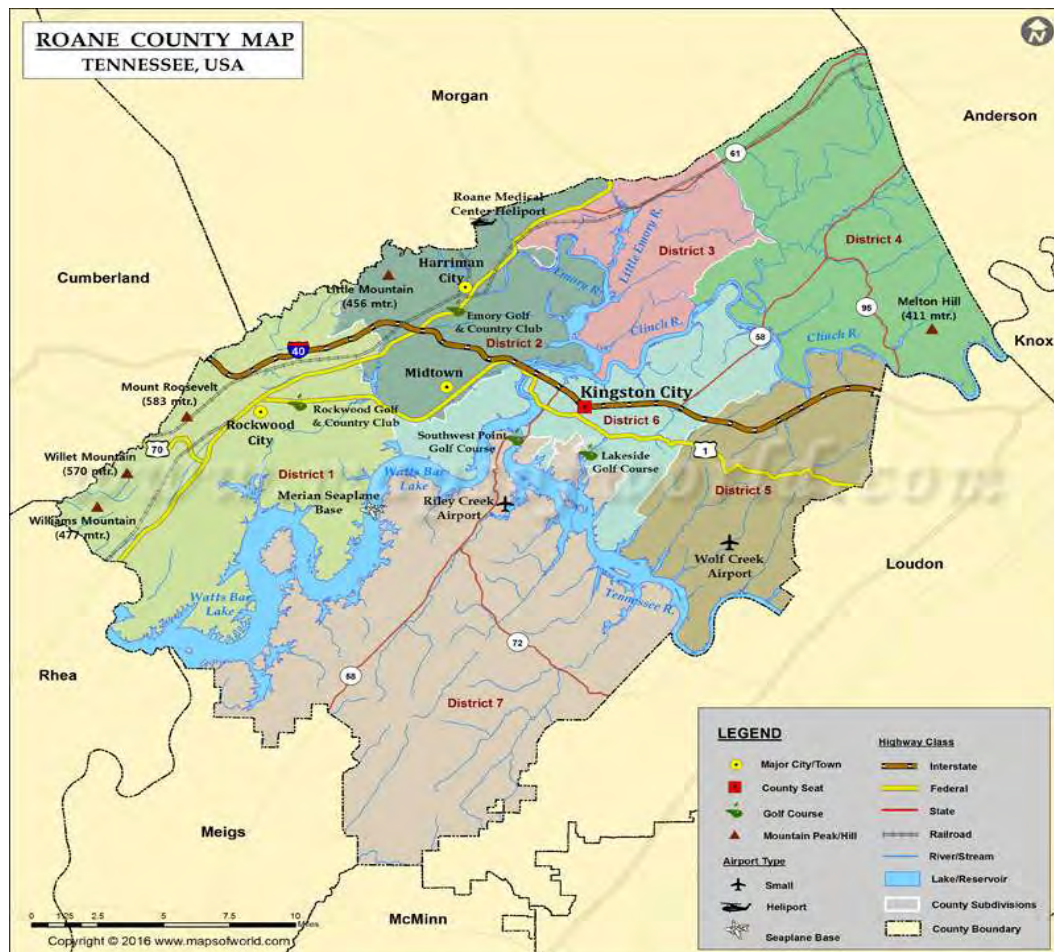 ROANE COUNTY MAP
TENNESSEE, USA
N
Morgan
Anderson
61
Roane Medical
Center Heliport
Little Emory R.
District 3
District 4
Cumberland
Harriman
City
Emory R.
Little Mountain
(456 mtr.)
Melton Hill
(411 mtr.)
95
Emory Golf
& Country Club
Clinch R.
58
Clinch R.
Knox
District 2
40
Midtown
Mount Roosevelt
(583 mtr.)
Kingston City
Rockwood Golf
& Country Club
Rockwood
City
District 6
Southwest Point
Golf Course
70
1
Willet Mountain
(570 mtr.)
Lakeside
Golf Course
District 1
Watts Bar
Lake
District 5
Merian Seaplane
Base
Riley Creek
Airport
Williams Mountain
(477 mtr.)
Wolf Creek
Airport
Loudon
Watts Bar
Lake
Tennessee R.
72
Rhea
58
District 7
Meigs
McMinn
LEGEND
Major City/Town
County Seat
Golf Course
Mountain Peak/Hill
Airport Type
Small
Heliport
Seaplane Base
Highway Class
Interstate
Federal
State
Railroad
River/Stream
Lake/Reservoir
County Subdivisions
County Boundary
0 1.25 2.5 5 7.5 10
Miles
Copyright © 2016 www.mapsofworld.com